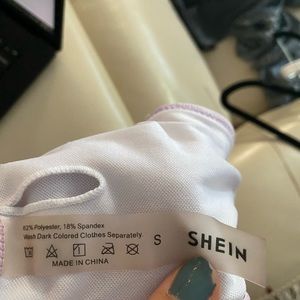 82% Polyester, 18% Spandex
Wash Dark Colored Clothes Separately.
S
SHEIN
MADE IN CHINA